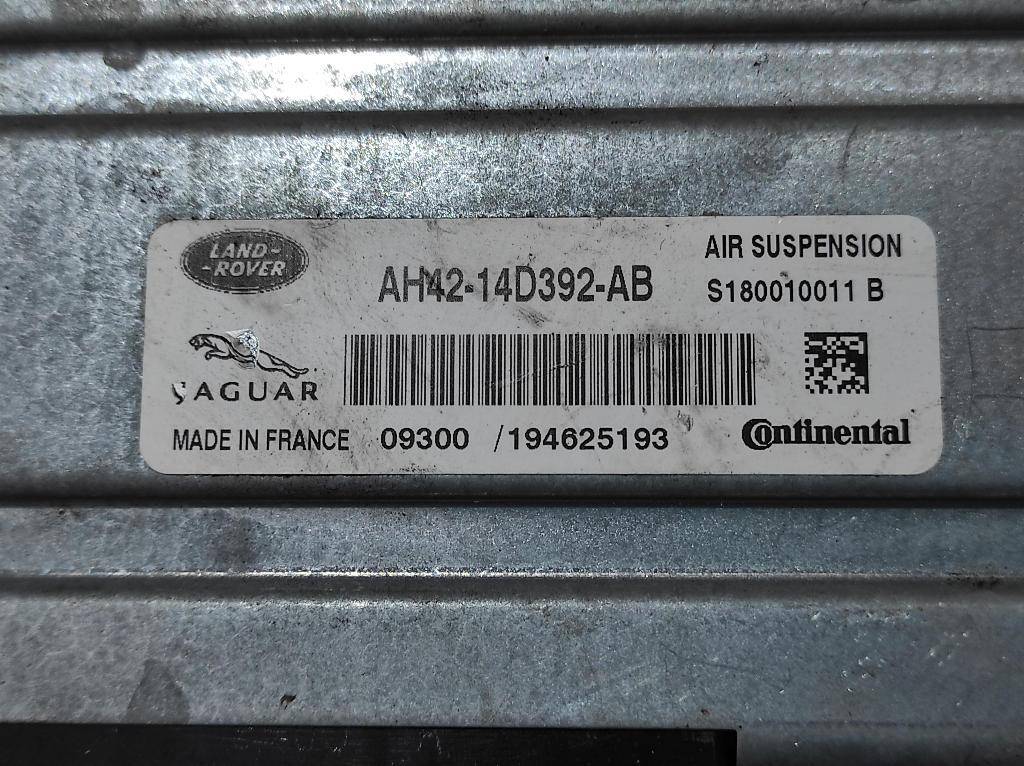 LAND-
-ROVER
AH42-14D392-AB
AIR SUSPENSION
S180010011 B
JAGUAR
MADE IN FRANCE 09300 /194625193
Continental